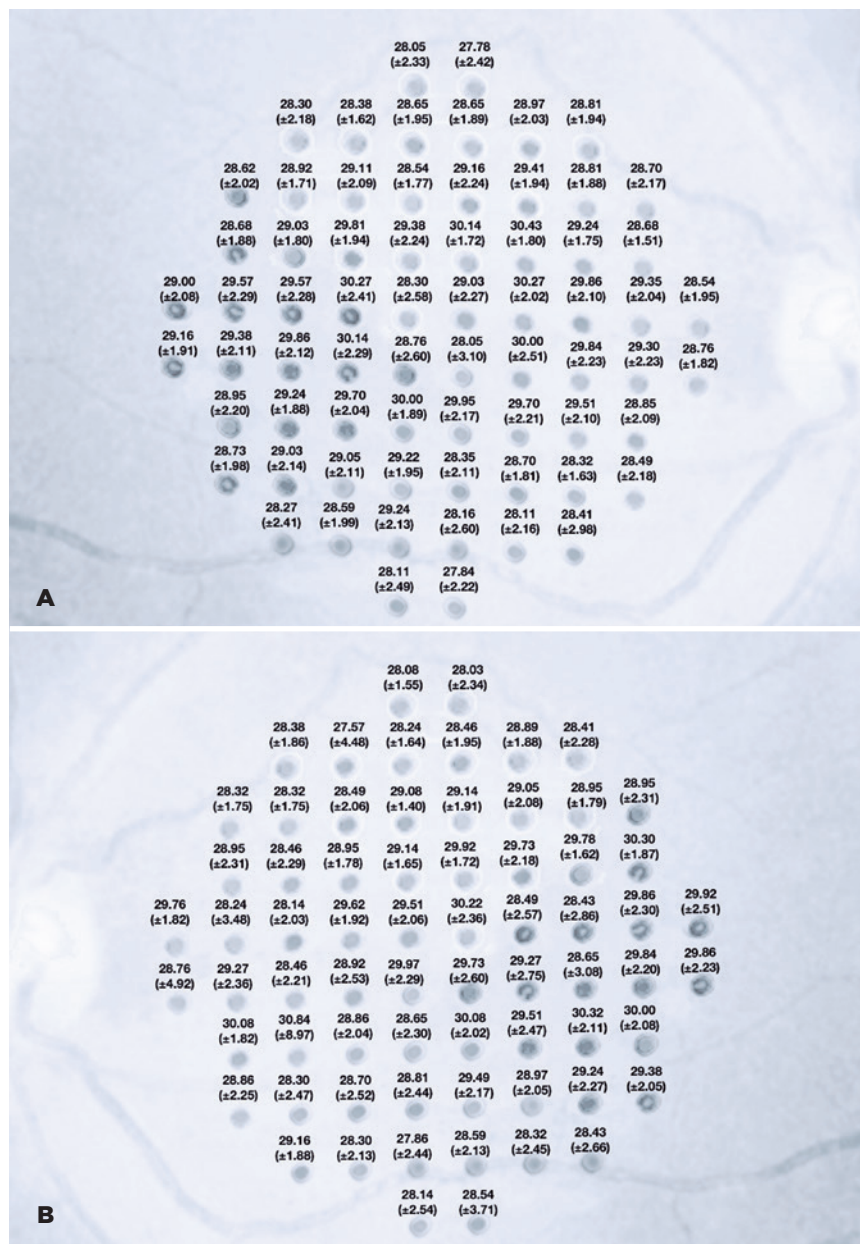 28.05 27.78
(±2.33) (±2.42)
28.30 28.38 28.65 28.65 28.97 28.81
(±2.18) (±1.62) (±1.95) (±1.89) (±2.03) (±1.94)
28.62 28.92 29.11 28.54 29.16 29.41 28.81 28.70
(±2.02) (±1.71) (±2.09) (±1.77) (±2.24) (±1.94) (±1.88) (±2.17)
28.68 29.03 29.81 29.38 30.14 30.43 29.24 28.68
(±1.88) (±1.80) (±1.94) (±2.24) (±1.72) (±1.80) (±1.75) (±1.51)
29.00 29.57 29.57 30.27 28.30 29.03 30.27 29.86 29.35 28.54
(±2.08) (±2.29) (±2.28) (±2.41) (±2.58) (±2.27) (±2.02) (±2.10) (±2.04) (±1.95)
29.16 29.38 29.86 30.14 28.76 28.05 30.00 29.84 29.30 28.76
(±1.91) (±2.11) (±2.12) (±2.29) (±2.60) (±3.10) (±2.51) (±2.23) (±2.23) (±1.82)
28.95 29.24 29.70 30.00 29.95 29.70 29.51 28.85
(±2.20) (±1.88) (±2.04) (±1.89) (±2.17) (±2.21) (±2.10) (±2.09)
28.73 29.03 29.05 29.22 28.35 28.70 28.32 28.49
(±1.98) (±2.14) (±2.11) (±1.95) (±2.11) (±1.81) (±1.63) (±2.18)
28.27 28.59 29.24 28.16 28.11 28.41
(±2.41) (±1.99) (±2.13) (±2.60) (±2.16) (±2.98)
28.11 27.84
(±2.49) (±2.22)
A
28.08 28.03
(±1.55) (±2.34)
28.38 27.57 28.24 28.46 28.89 28.41
(±1.86) (±4.48) (±1.64) (±1.95) (±1.88) (±2.28)
28.32 28.32 28.49 29.08 29.14 29.05 28.95 28.95
(±1.75) (±1.75) (±2.06) (±1.40) (±1.91) (±2.08) (±1.79) (±2.31)
28.95 28.46 28.95 29.14 29.92 29.73 29.78 30.30
(±2.31) (±2.29) (±1.78) (±1.65) (±1.72) (±2.18) (±1.62) (±1.87)
29.76 28.24 28.14 29.62 29.51 30.22 28.49 28.43 29.86 29.92
(±1.82) (±3.48) (±2.03) (±1.92) (±2.06) (±2.36) (±2.57) (±2.86) (±2.30) (±2.51)
28.76 29.27 28.46 28.92 29.97 29.73 29.27 28.65 29.84 29.86
(±4.92) (±2.36) (±2.21) (±2.53) (±2.29) (±2.60) (±2.75) (±3.08) (±2.20) (±2.23)
30.08 30.84 28.86 28.65 30.08 29.51 30.32 30.00
(±1.82) (±8.97) (±2.04) (±2.30) (±2.02) (±2.47) (±2.11) (±2.08)
28.86 28.30 28.70 28.81 29.49 28.97 29.24 29.38
(±2.25) (±2.47) (±2.52) (±2.44) (±2.17) (±2.05) (±2.27) (±2.05)
29.16 28.30 27.86 28.59 28.32 28.43
(±1.88) (±2.13) (±2.44) (±2.13) (±2.45) (±2.66)
28.14 28.54
(±2.54) (±3.71)
B